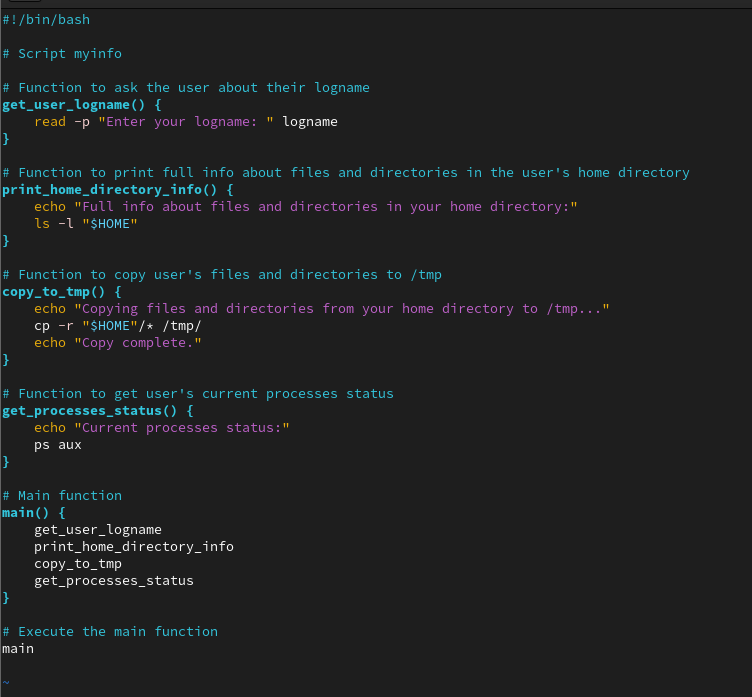 #!/bin/bash

# Script myinfo

# Function to ask the user about their logname
get_user_logname() {
    read -p "Enter your logname: " logname
}

# Function to print full info about files and directories in the user's home directory
print_home_directory_info() {
    echo "Full info about files and directories in your home directory:"
    ls -l "$HOME"
}

# Function to copy user's files and directories to /tmp
copy_to_tmp() {
    echo "Copying files and directories from your home directory to /tmp..."
    cp -r "$HOME"/* /tmp/
    echo "Copy complete."
}

# Function to get user's current processes status
get_processes_status() {
    echo "Current processes status:"
    ps aux
}

# Main function
main() {
    get_user_logname
    print_home_directory_info
    copy_to_tmp
    get_processes_status
}

# Execute the main function
main

~